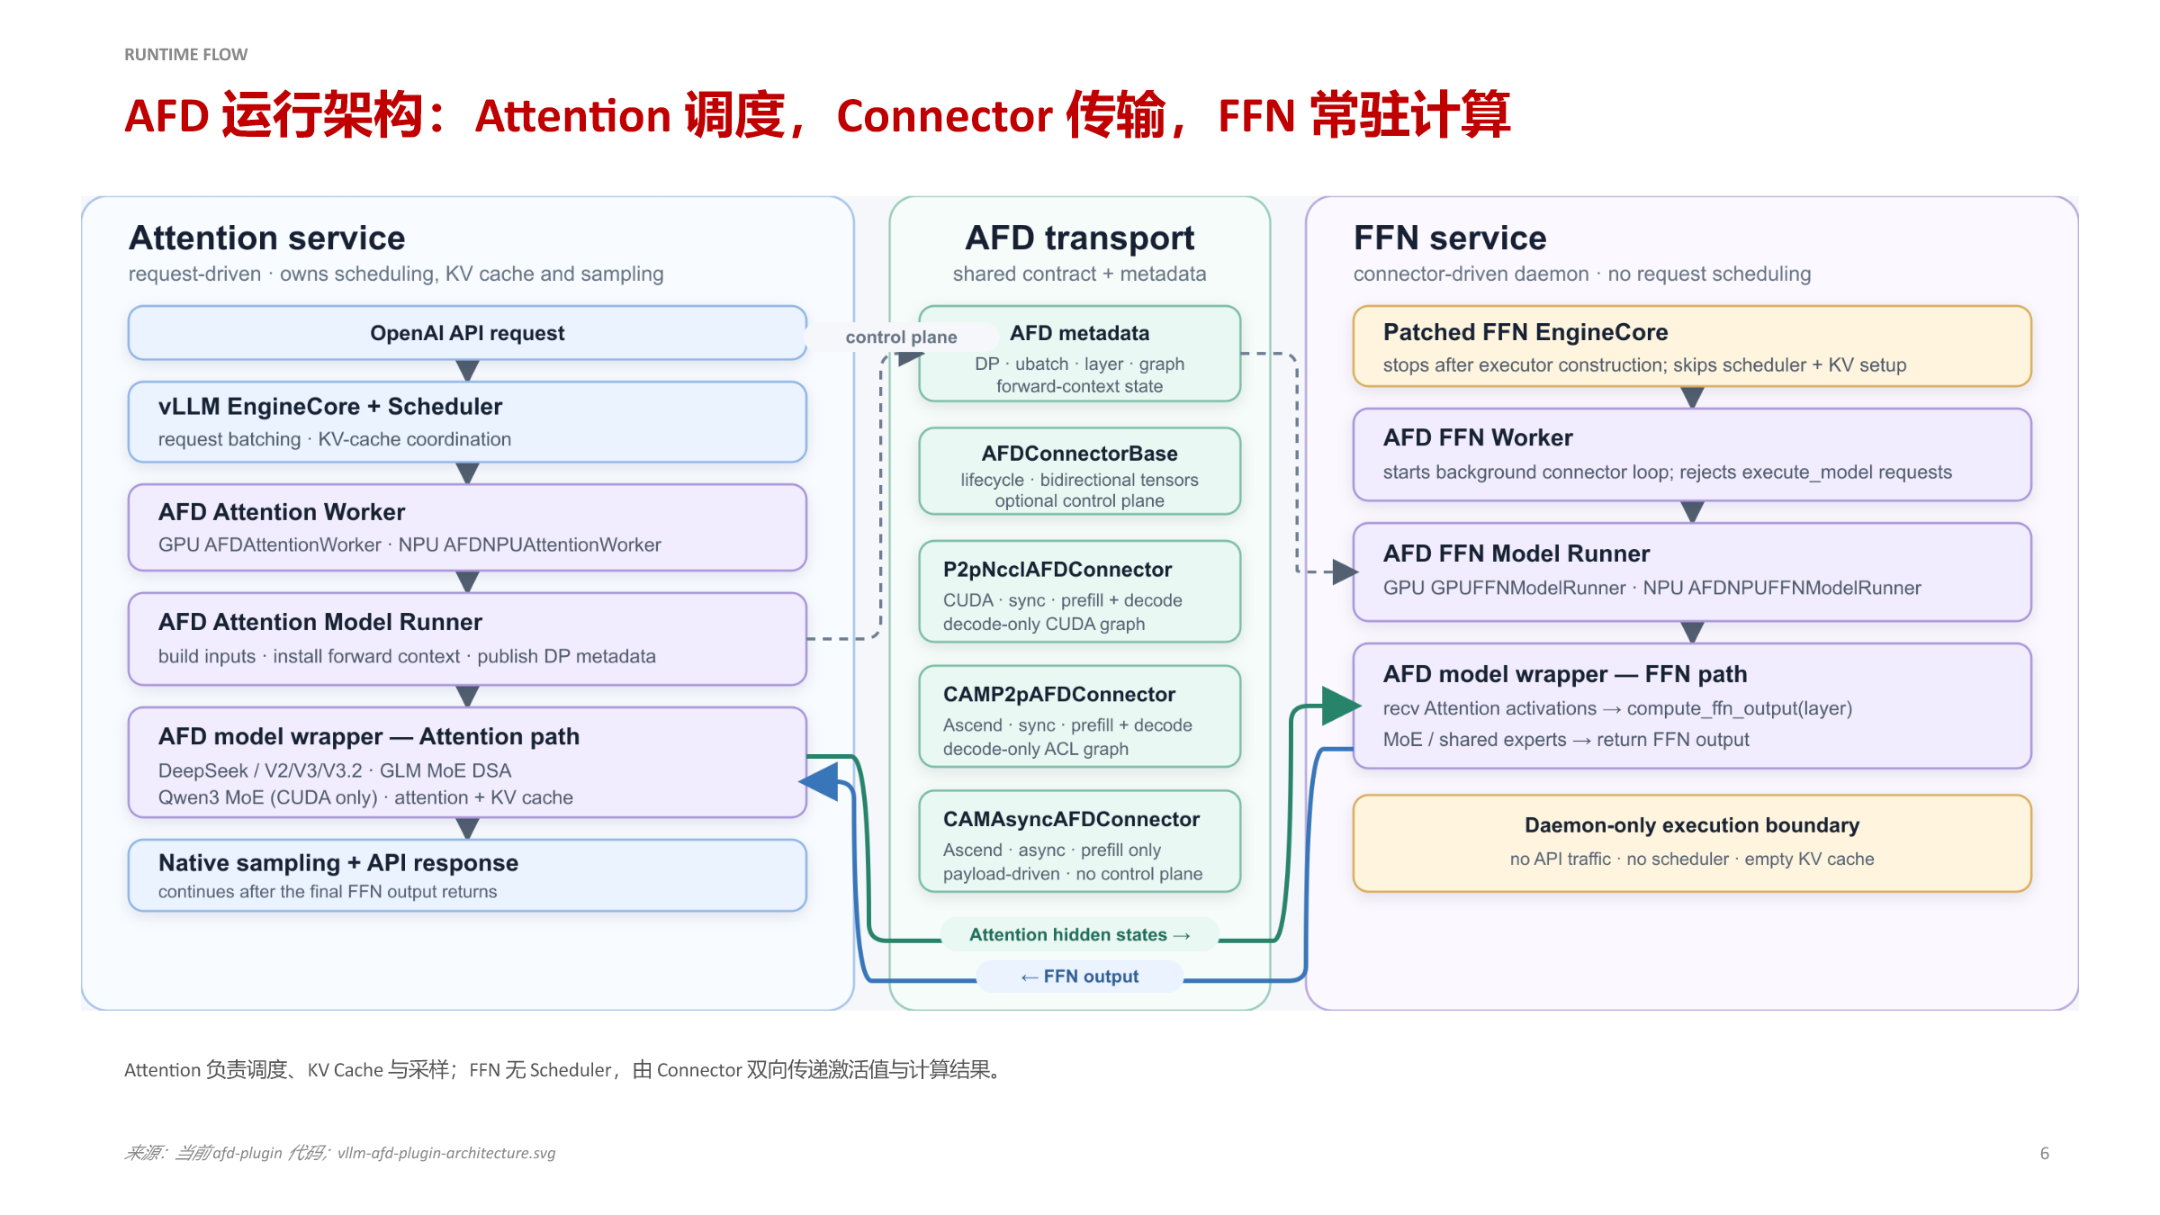 RUNTIME FLOW
AFD 运行架构：Attention 调度，Connector 传输，FFN 常驻计算
Attention service
request-driven · owns scheduling, KV cache and sampling
OpenAI API request
vLLM EngineCore + Scheduler
request batching · KV-cache coordination
AFD Attention Worker
GPU AFDAttentionWorker · NPU AFDNPUAttentionWorker
AFD Attention Model Runner
build inputs · install forward context · publish DP metadata
AFD model wrapper — Attention path
DeepSeek / V2/V3/V3.2 · GLM MoE DSA
Qwen3 MoE (CUDA only) · attention + KV cache
Native sampling + API response
continues after the final FFN output returns
control plane
AFD transport
shared contract + metadata
AFD metadata
DP · ubatch · layer · graph
forward-context state
AFDConnectorBase
lifecycle · bidirectional tensors
optional control plane
P2pNcclAFDConnector
CUDA · sync · prefill + decode
decode-only CUDA graph
CAMP2pAFDConnector
Ascend · sync · prefill + decode
decode-only ACL graph
CAMAsyncAFDConnector
Ascend · async · prefill only
payload-driven · no control plane
Attention hidden states →
← FFN output
FFN service
connector-driven daemon · no request scheduling
Patched FFN EngineCore
stops after executor construction; skips scheduler + KV setup
AFD FFN Worker
starts background connector loop; rejects execute_model requests
AFD FFN Model Runner
GPU GPUFFNModelRunner · NPU AFDNPUFFNModelRunner
AFD model wrapper — FFN path
recv Attention activations → compute_ffn_output(layer)
MoE / shared experts → return FFN output
Daemon-only execution boundary
no API traffic · no scheduler · empty KV cache
Attention 负责调度、KV Cache 与采样；FFN 无 Scheduler，由 Connector 双向传递激活值与计算结果。
来源：当前 afd-plugin 代码；vllm-afd-plugin-architecture.svg
6